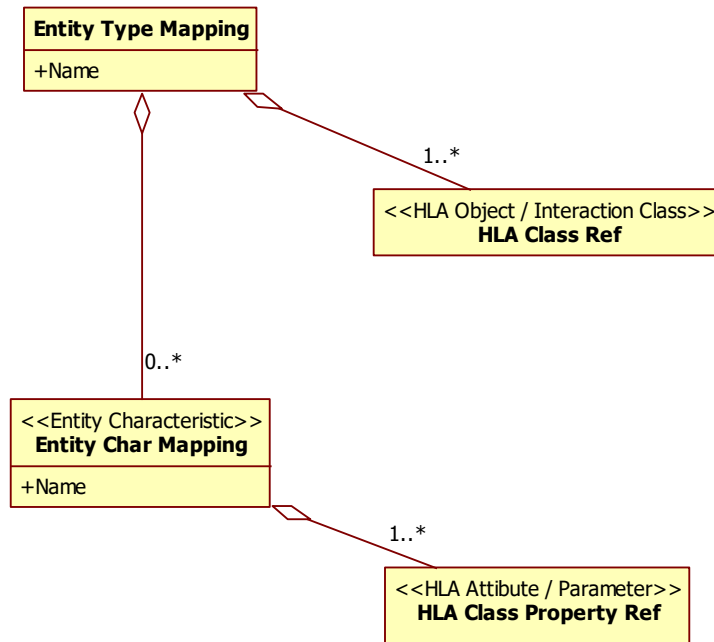 Entity Type Mapping
+Name
1..*
<<HLA Object / Interaction Class>>
HLA Class Ref
0..*
<<Entity Characteristic>>
Entity Char Mapping
+Name
1..*
<<HLA Attibute / Parameter>>
HLA Class Property Ref